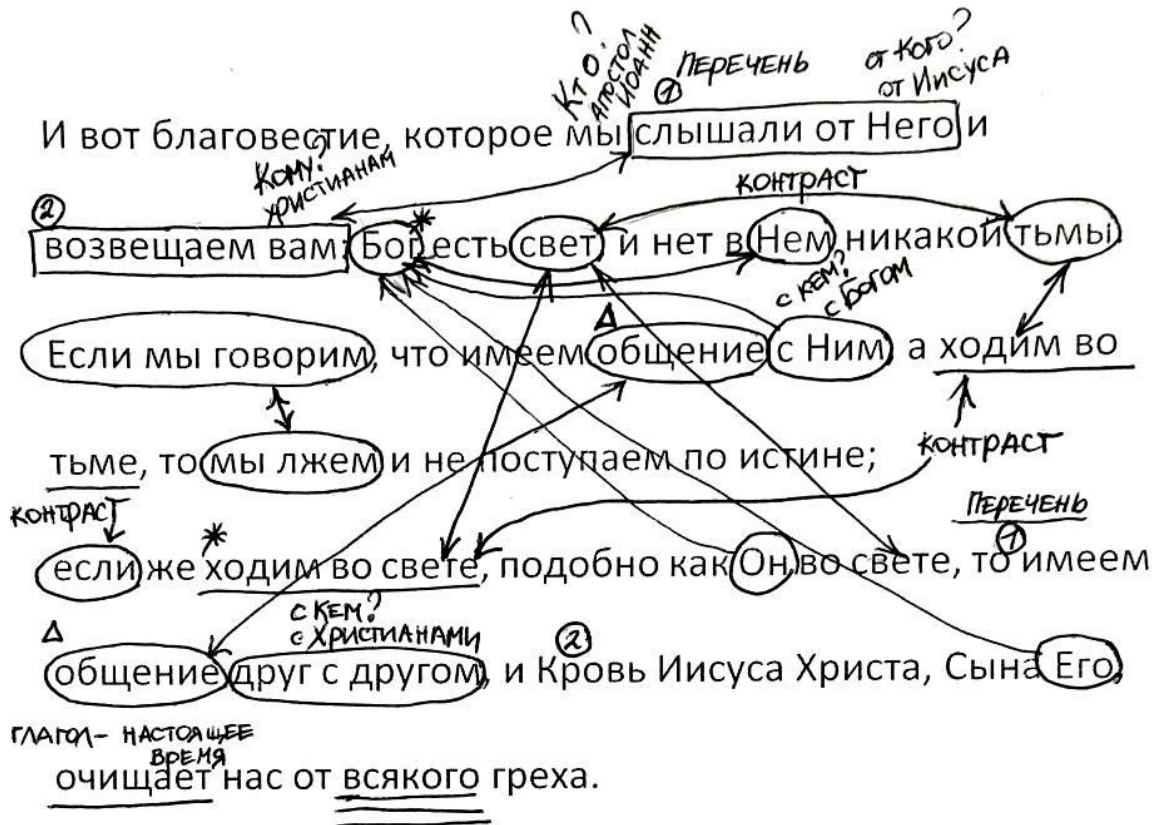 Кто?
АПОСТОЛ
ИОАНН
① ПЕРЕЧЕНЬ
от КОГО?
от ИИСУСА
И вот благовестие, которое мы слышали от Него и
КОМУ?
ХРИСТИАНАМ
КОНТРАСТ
②
возвещаем вам: Бог* есть свет, и нет в Нем никакой тьмы.
с КЕМ?
с БОГОМ
Δ
Если мы говорим, что имеем общение с Ним, а ходим во
тьме, то мы лжем и не поступаем по истине;
КОНТРАСТ
КОНТРАСТ
*
ПЕРЕЧЕНЬ
①
если же ходим во свете, подобно как Он во свете, то имеем
с КЕМ?
с ХРИСТИАНАМИ
Δ
②
общение друг с другом, и Кровь Иисуса Христа, Сына Его,
ГЛАГОЛ- НАСТОЯЩЕЕ
ВРЕМЯ
очищает нас от всякого греха.